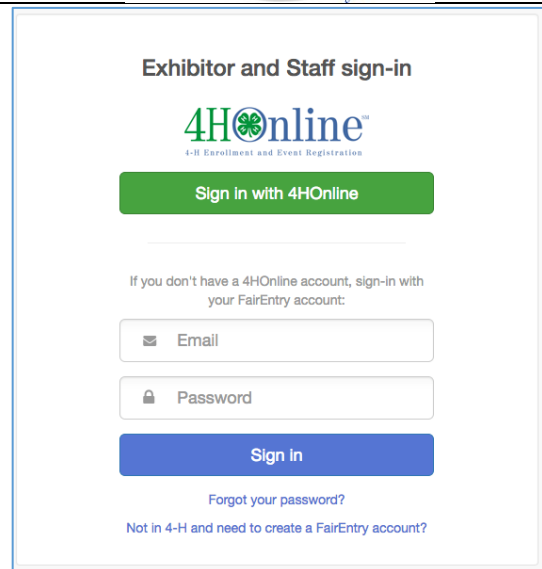 Exhibitor and Staff sign-in
4HOnline
4-H Enrollment and Event Registration
Sign in with 4HOnline
If you don't have a 4HOnline account, sign-in with
your FairEntry account:
Email
Password
Sign in
Forgot your password?
Not in 4-H and need to create a FairEntry account?